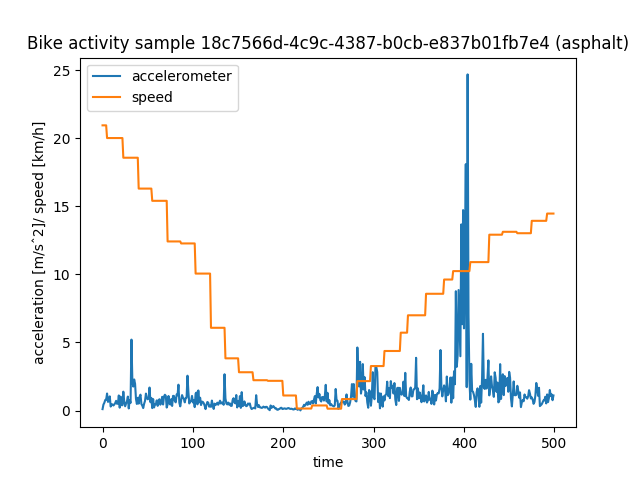 Bike activity sample 18c7566d-4c9c-4387-b0cb-e837b01fb7e4 (asphalt)
accelerometer
speed
acceleration [m/s^2]/ speed [km/h]
25
20
15
10
5
0
0 100 200 300 400 500
time